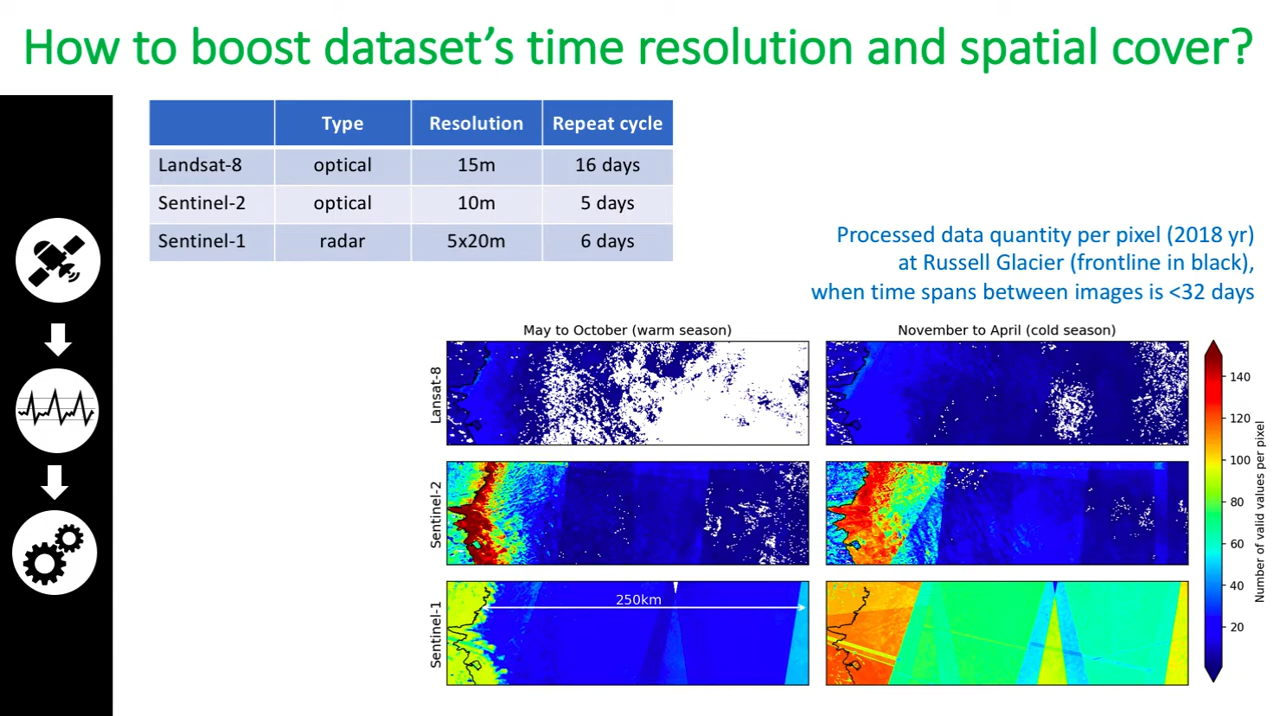 How to boost dataset's time resolution and spatial cover?
Type Resolution Repeat cycle
Landsat-8 optical 15m 16 days
Sentinel-2 optical 10m 5 days
Sentinel-1 radar 5x20m 6 days
Processed data quantity per pixel (2018 yr)
at Russell Glacier (frontline in black),
when time spans between images is <32 days
May to October (warm season)
November to April (cold season)
Lansat-8
Sentinel-2
Sentinel-1
250km
140
120
100
80
60
40
20
Number of valid values per pixel